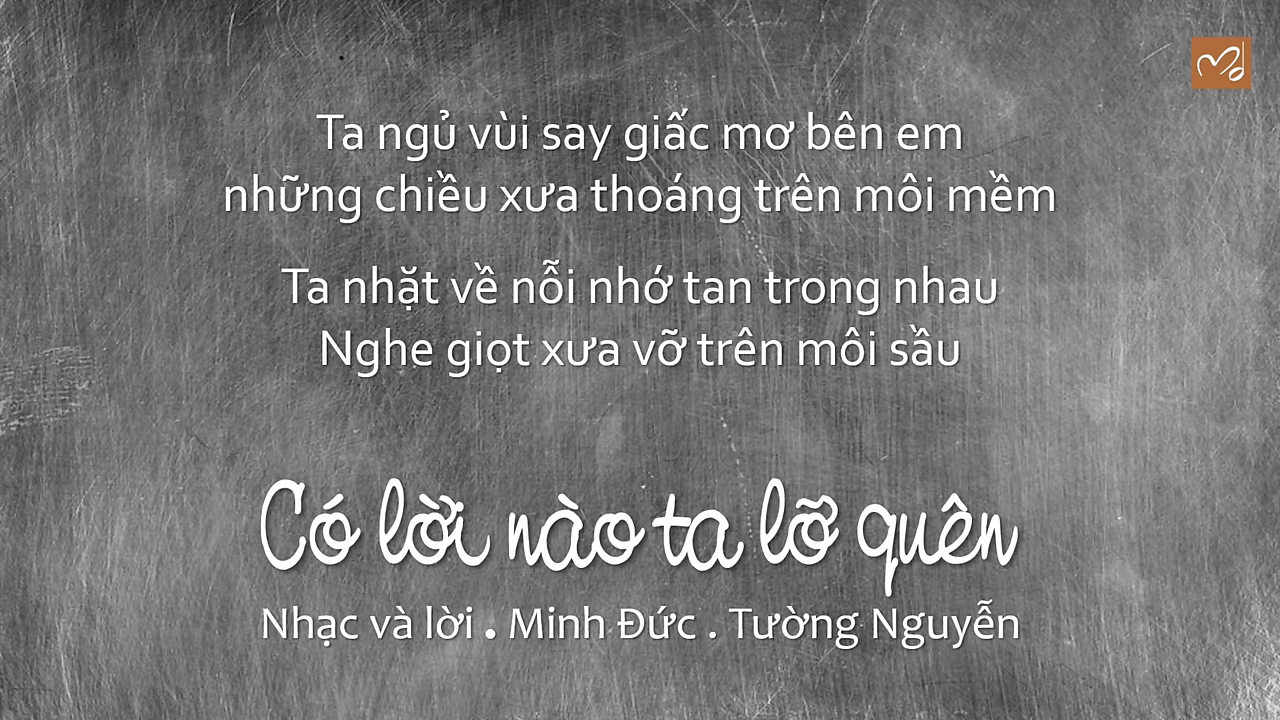 Ta ngủ vùi say giấc mơ bên em
những chiều xưa thoáng trên môi mềm
Ta nhặt về nỗi nhớ tan trong nhau
Nghe giọt xưa vỡ trên môi sầu
Có lời nào ta lỡ quên
Nhạc và lời . Minh Đức . Tường Nguyễn